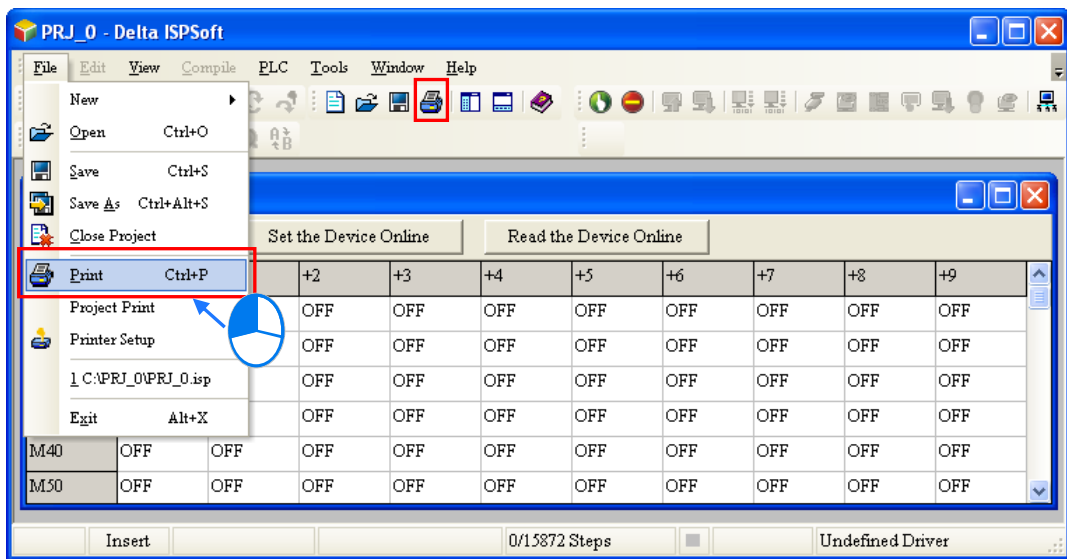 PRJ_0 - Delta ISPSoft
File Edit View Compile PLC Tools Window Help
New
Open Ctrl+O
Save Ctrl+S
Save As Ctrl+Alt+S
Close Project
Set the Device Online Read the Device Online
Print Ctrl+P +2 +3 +4 +5 +6 +7 +8 +9
Project Print OFF OFF OFF OFF OFF OFF OFF OFF
Printer Setup OFF OFF OFF OFF OFF OFF OFF OFF
1 C:\PRJ_0\PRJ_0.isp OFF OFF OFF OFF OFF OFF OFF OFF
Exit Alt+X OFF OFF OFF OFF OFF OFF OFF OFF
M40 OFF OFF OFF OFF OFF OFF OFF OFF OFF OFF
M50 OFF OFF OFF OFF OFF OFF OFF OFF OFF OFF
Insert 0/15872 Steps Undefined Driver